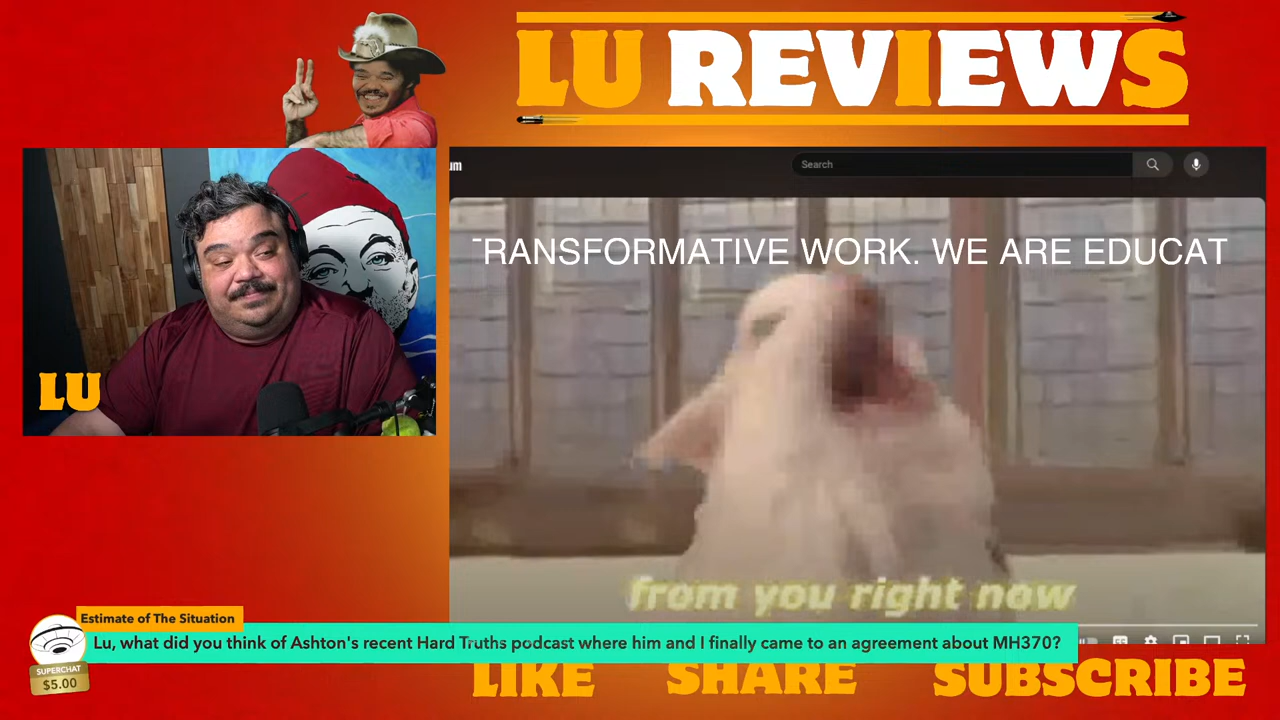 LU REVIEWS
um
Search
TRANSFORMATIVE WORK. WE ARE EDUCAT
LU
from you right now
Estimate of The Situation
Lu, what did you think of Ashton's recent Hard Truths podcast where him and I finally came to an agreement about MH370?
SUPERCHAT
$5.00
LIKE SHARE SUBSCRIBE